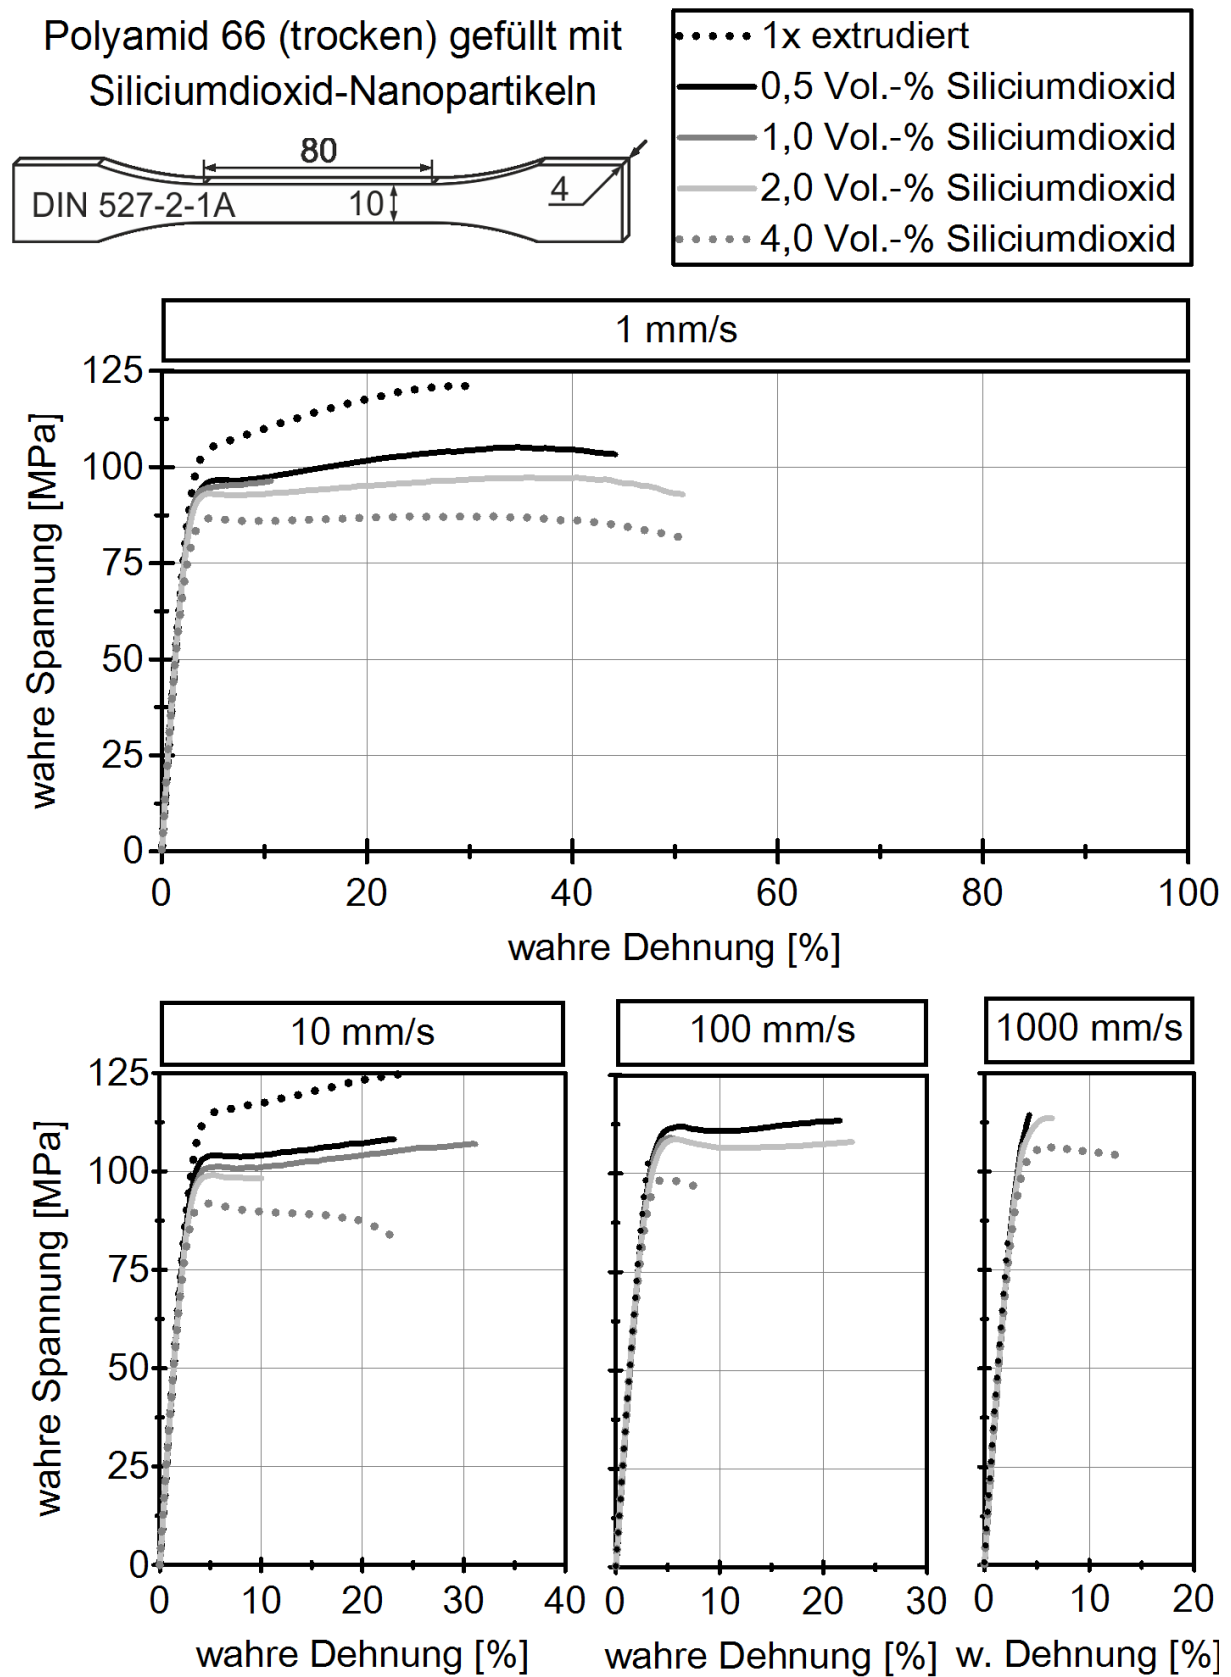 Polyamid 66 (trocken) gefüllt mit
Siliciumdioxid-Nanopartikeln
80
DIN 527-2-1A
10
4
1x extrudiert
0,5 Vol.-% Siliciumdioxid
1,0 Vol.-% Siliciumdioxid
2,0 Vol.-% Siliciumdioxid
4,0 Vol.-% Siliciumdioxid
1 mm/s
125
100
75
50
25
0
wahre Spannung [MPa]
0 20 40 60 80 100
wahre Dehnung [%]
10 mm/s
100 mm/s
1000 mm/s
125
100
75
50
25
0
wahre Spannung [MPa]
0 10 20 30 40
0 10 20 30
0 10 20
wahre Dehnung [%]
wahre Dehnung [%]
w. Dehnung [%]